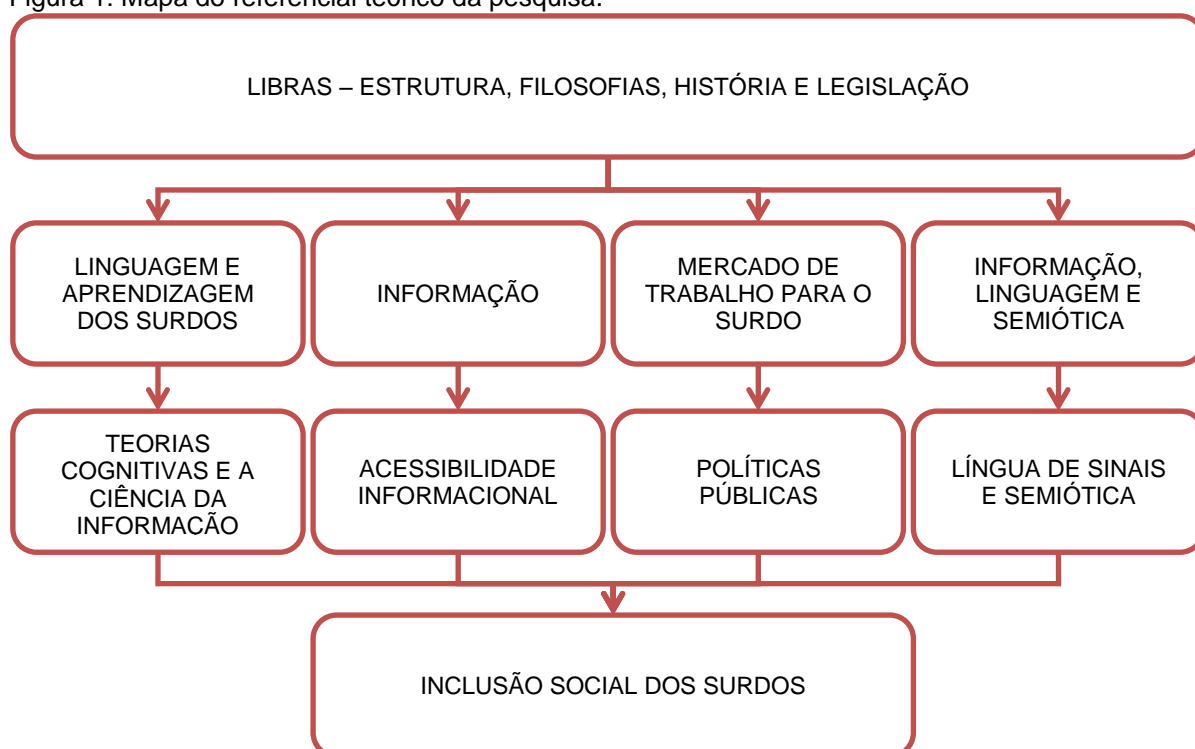 Figura 1: Mapa do referencial teórico da pesquisa.
LIBRAS – ESTRUTURA, FILOSOFIAS, HISTÓRIA E LEGISLAÇÃO
LINGUAGEM E
APRENDIZAGEM
DOS SURDOS
INFORMAÇÃO
MERCADO DE
TRABALHO PARA O
SURDO
INFORMAÇÃO,
LINGUAGEM E
SEMIÓTICA
TEORIAS
COGNITIVAS E A
CIÊNCIA DA
INFORMAÇÃO
ACESSIBILIDADE
INFORMACIONAL
POLÍTICAS
PÚBLICAS
LÍNGUA DE SINAIS
E SEMIÓTICA
INCLUSÃO SOCIAL DOS SURDOS